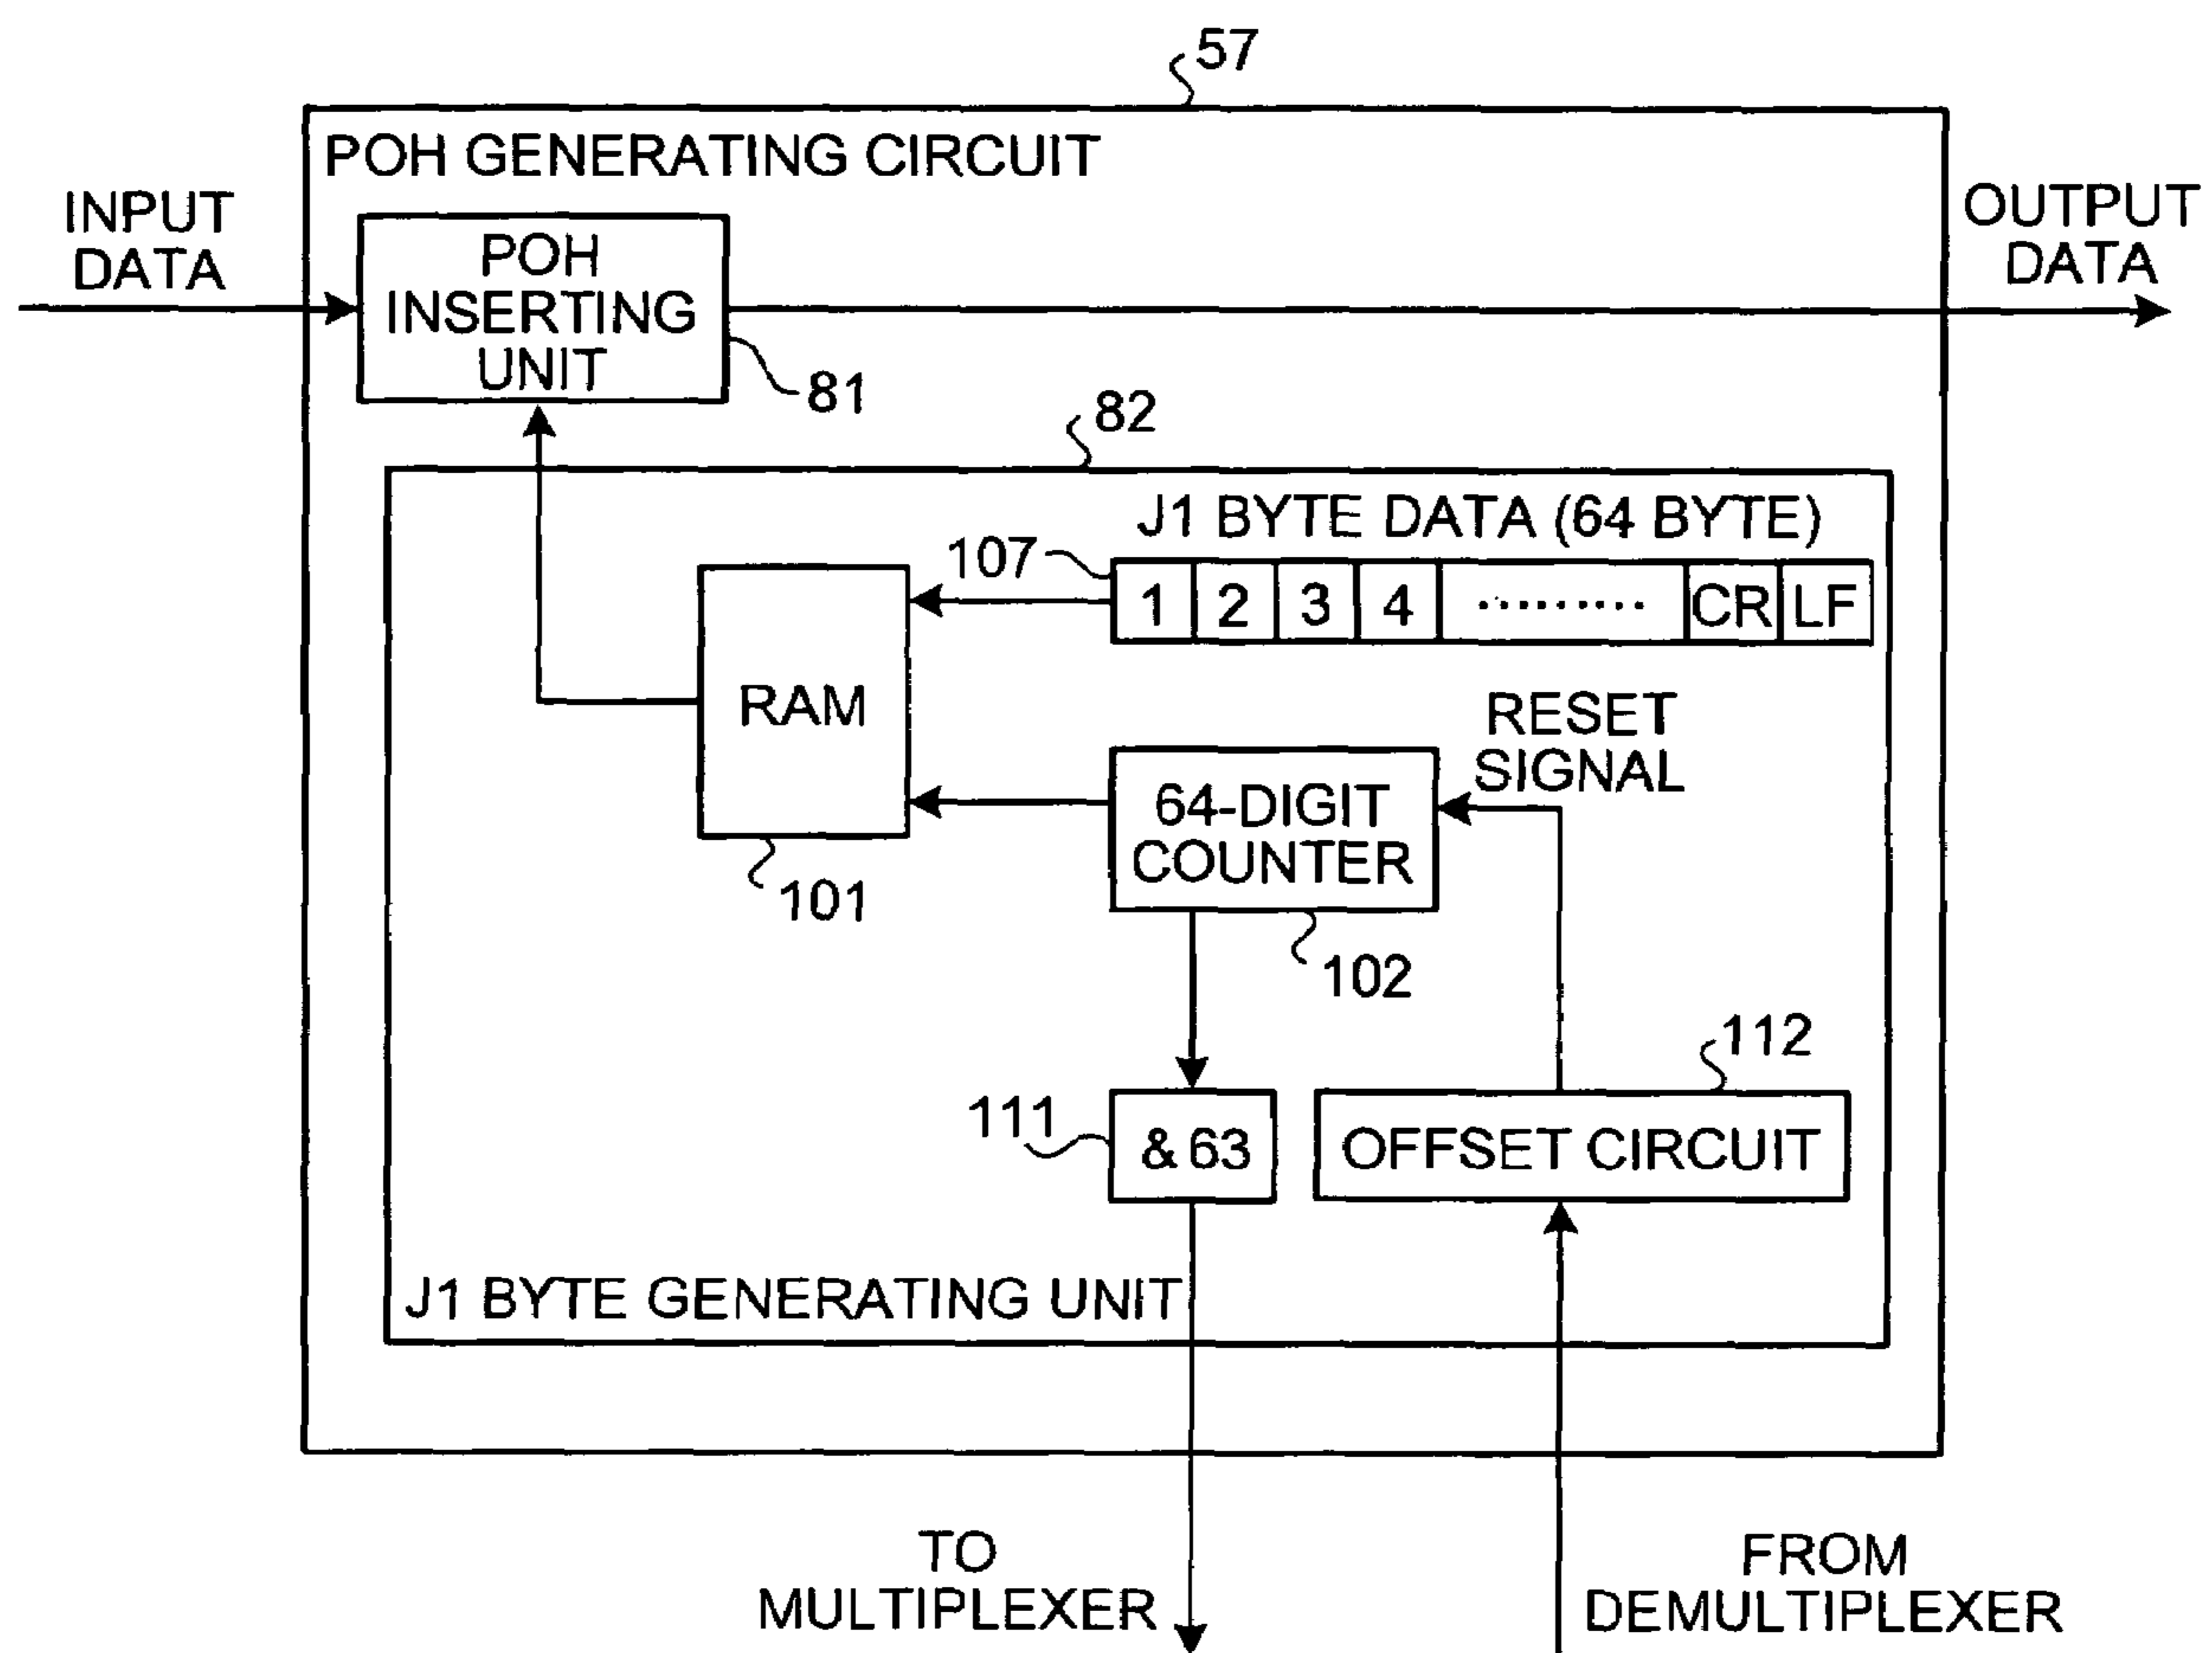 57
POH GENERATING CIRCUIT
INPUT
DATA
OUTPUT
DATA
POH
INSERTING
UNIT
81
82
J1 BYTE DATA (64 BYTE)
107
1 2 3 4 ········· CR LF
RAM
RESET
SIGNAL
64-DIGIT
COUNTER
101
102
112
111
& 63
OFFSET CIRCUIT
J1 BYTE GENERATING UNIT
TO
MULTIPLEXER
FROM
DEMULTIPLEXER